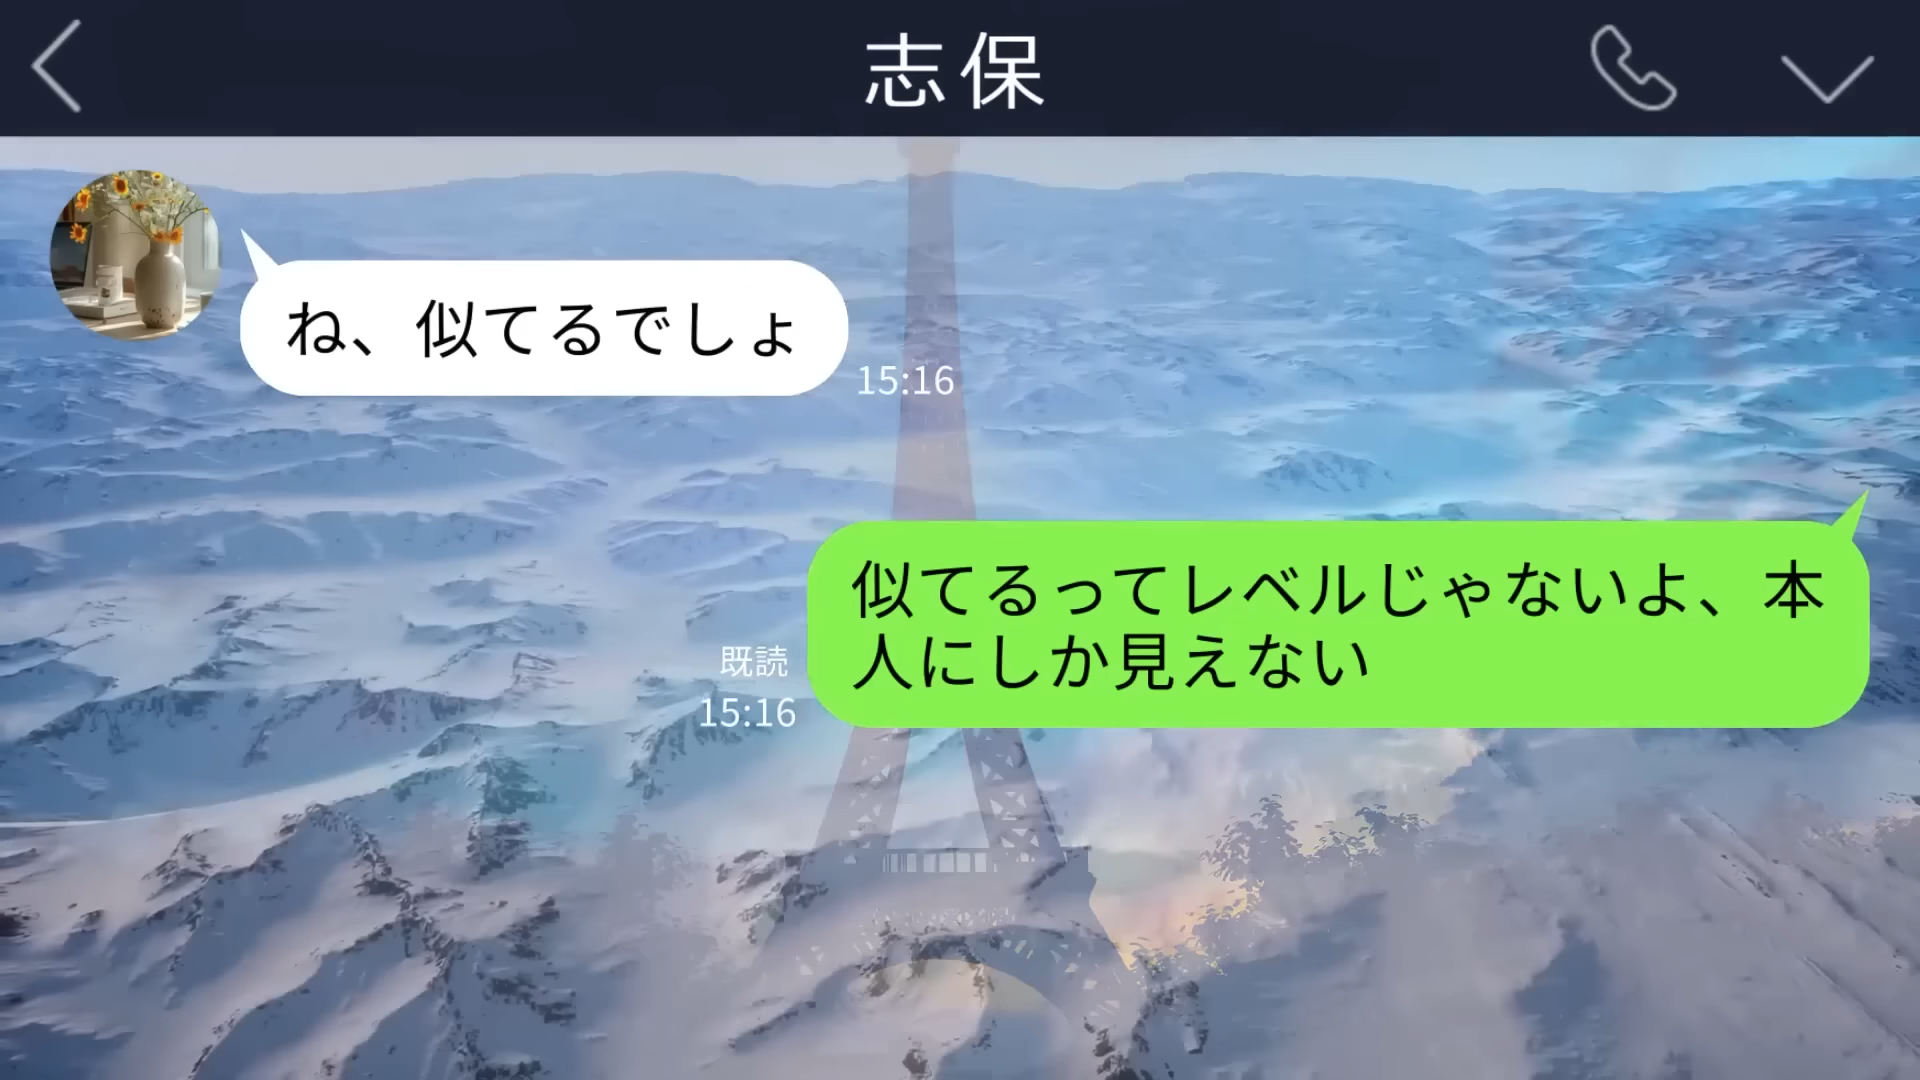 志保
ね、似てるでしょ
15:16
似てるってレベルじゃないよ、本
人にしか見えない
既読
15:16